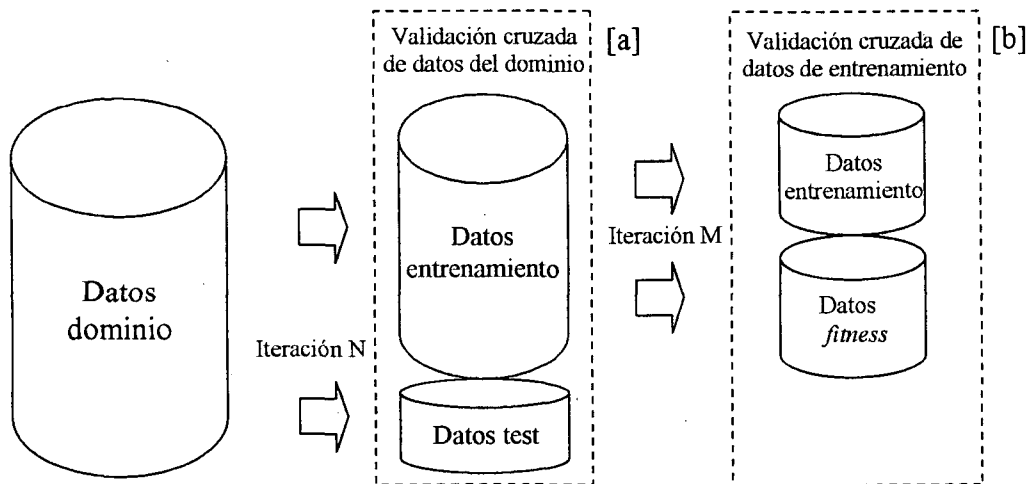 Datos
dominio
Iteración N
Validación cruzada
de datos del dominio
[a]
Datos
entrenamiento
Datos test
Iteración M
Validación cruzada de
datos de entrenamiento
[b]
Datos
entrenamiento
Datos
fitness